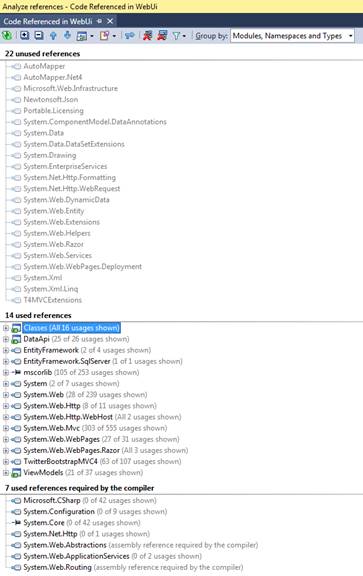 Analyze references - Code Referenced in WebUi
Code Referenced in WebUi
Group by: Modules, Namespaces and Types
22 unused references
AutoMapper
AutoMapper.Net4
Microsoft.Web.Infrastructure
Newtonsoft.Json
Portable.Licensing
System.ComponentModel.DataAnnotations
System.Data
System.Data.DataSetExtensions
System.Drawing
System.EnterpriseServices
System.Net.Http.Formatting
System.Net.Http.WebRequest
System.Web.DynamicData
System.Web.Entity
System.Web.Extensions
System.Web.Helpers
System.Web.Razor
System.Web.Services
System.Web.WebPages.Deployment
System.Xml
System.Xml.Linq
T4MVCExtensions
14 used references
Classes (All 16 usages shown)
DataApi (25 of 26 usages shown)
EntityFramework (2 of 4 usages shown)
EntityFramework.SqlServer (1 of 1 usages shown)
mscorlib (105 of 253 usages shown)
System (2 of 7 usages shown)
System.Web (28 of 239 usages shown)
System.Web.Http (8 of 11 usages shown)
System.Web.Http.WebHost (All 2 usages shown)
System.Web.Mvc (303 of 555 usages shown)
System.Web.WebPages (27 of 31 usages shown)
System.Web.WebPages.Razor (All 3 usages shown)
TwitterBootstrapMVC4 (63 of 107 usages shown)
ViewModels (21 of 37 usages shown)
7 used references required by the compiler
Microsoft.CSharp (0 of 42 usages shown)
System.Configuration (0 of 9 usages shown)
System.Core (0 of 42 usages shown)
System.Net.Http (0 of 1 usages shown)
System.Web.Abstractions (assembly reference required by the compiler)
System.Web.ApplicationServices (0 of 2 usages shown)
System.Web.Routing (assembly reference required by the compiler)